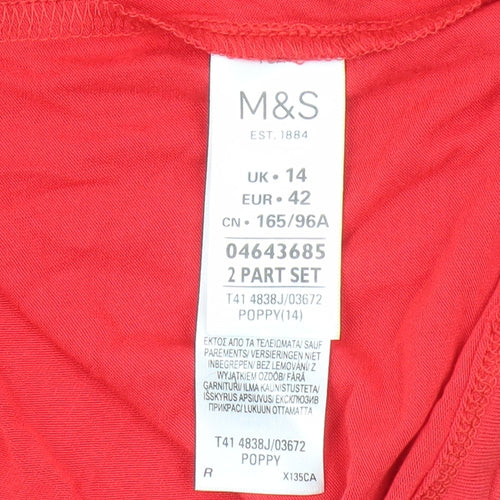 M&S
EST. 1884
UK • 14
EUR • 42
CN • 165/96A
04643685
2 PART SET
T41 4838J/03672
POPPY(14)
ΕΚΤΟΣ ΑΠΟ ΤΑ ΤΕΛΕΙΩΜΑΤΑ/ SAUF
PAREMENTS/ VERSIERINGEN NIET
INBEGREPEN/ BEZ LEMOVÁNÍ/ Z
WYJĄTKIEM OZDÓB/ FĂRĂ
GARNITURI/ ILMA KAUNISTUSTETA/
IŠSKYRUS APSIUVUS/ ЕКСКЛЮЗИВ
ПРИКРАС/ LUKUUN OTTAMATTA
T41 4838J/03672
POPPY
R X135CA